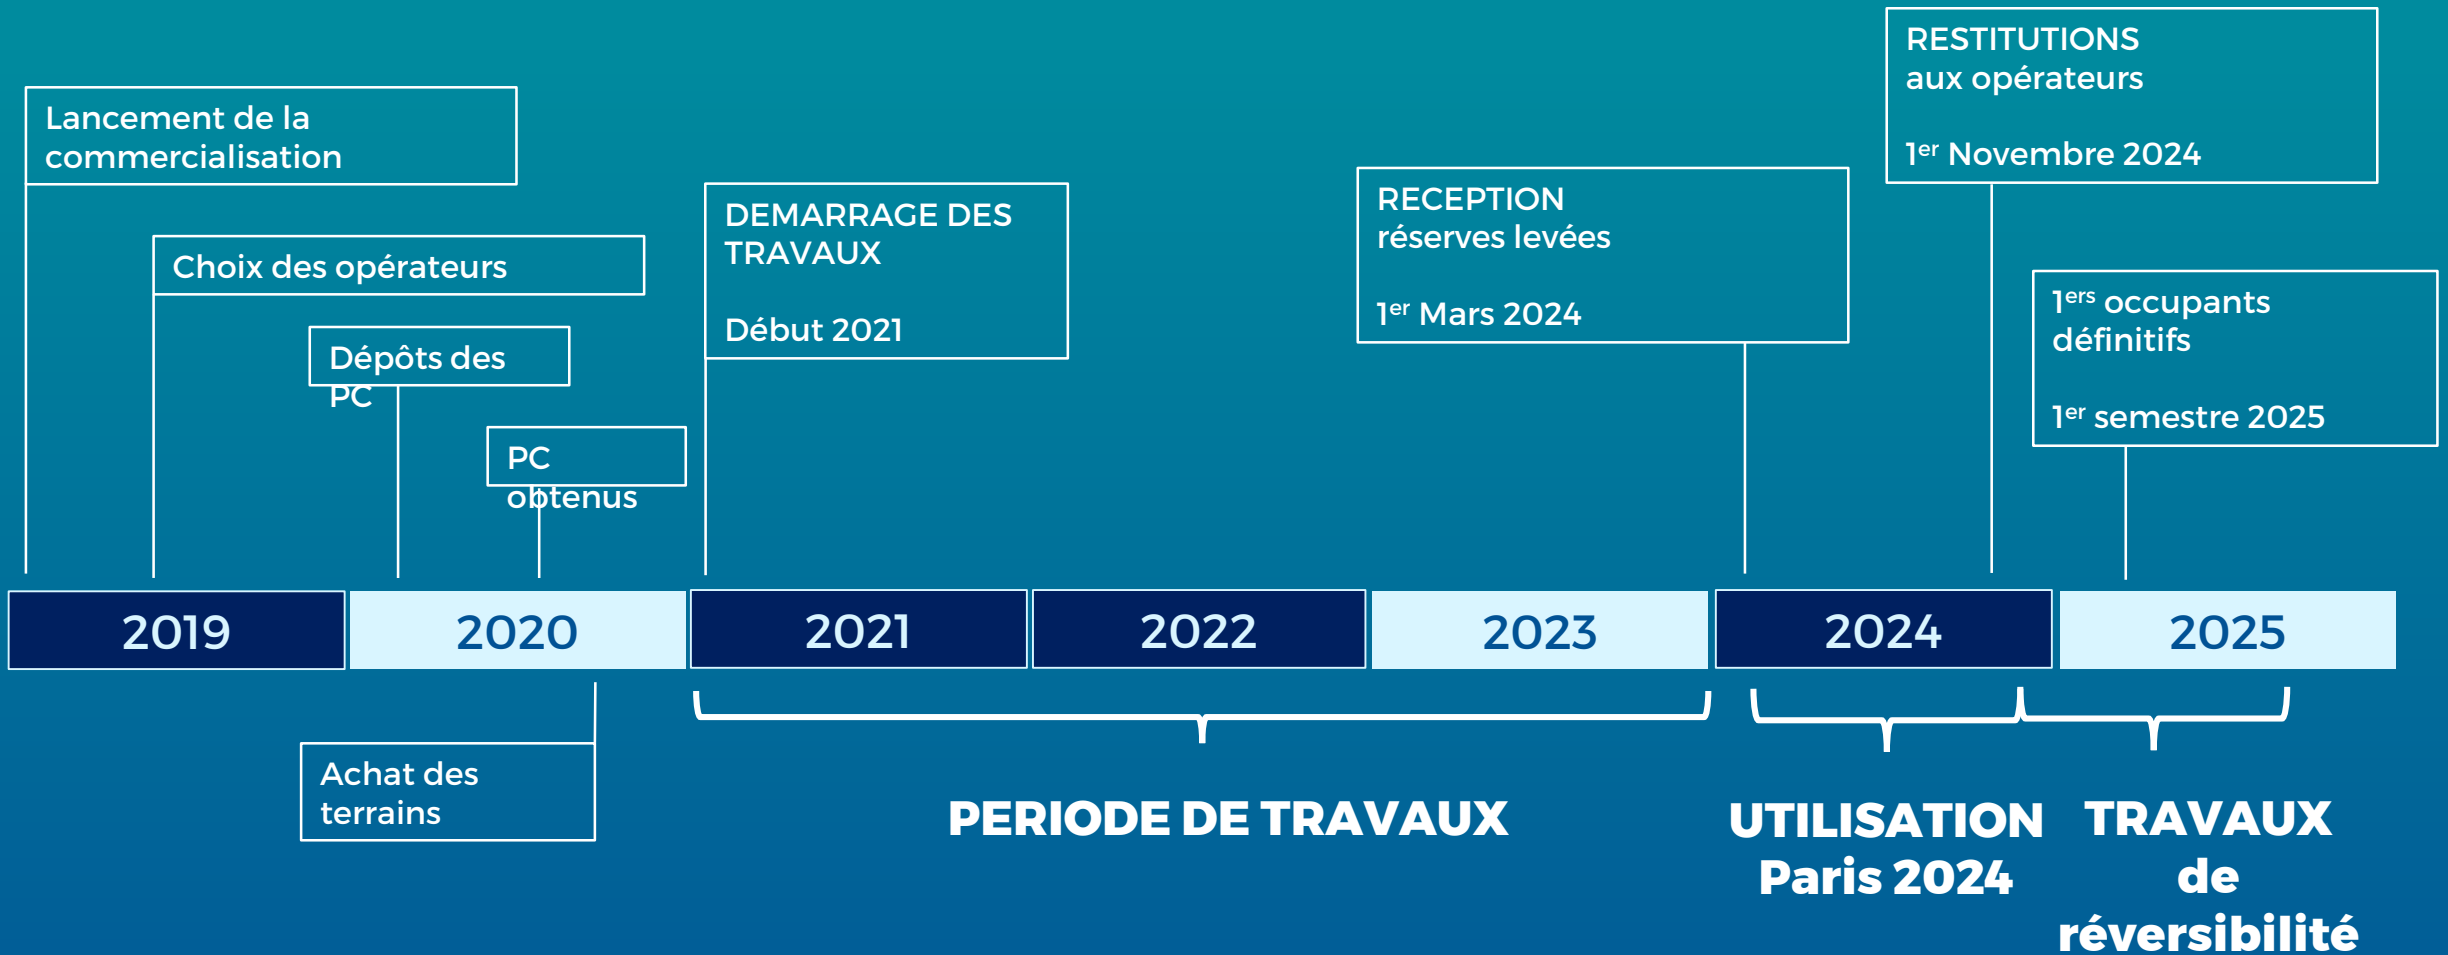 Lancement de la
commercialisation
Choix des opérateurs
Dépôts des
PC
PC
obtenus
DEMARRAGE DES
TRAVAUX
Début 2021
RECEPTION
réserves levées
1er Mars 2024
RESTITUTIONS
aux opérateurs
1er Novembre 2024
1ers occupants
définitifs
1er semestre 2025
2019
2020
2021
2022
2023
2024
2025
Achat des
terrains
PERIODE DE TRAVAUX
UTILISATION
Paris 2024
TRAVAUX
de
réversibilité